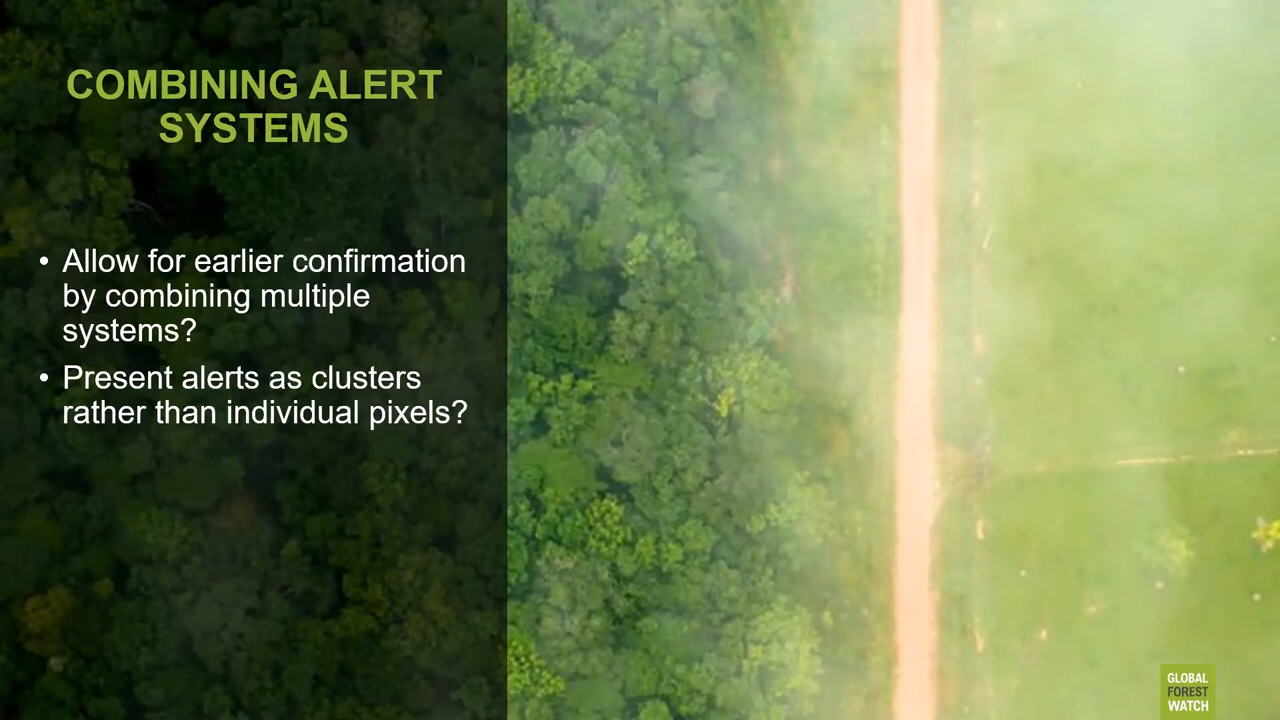 COMBINING ALERT
SYSTEMS
• Allow for earlier confirmation
by combining multiple
systems?
• Present alerts as clusters
rather than individual pixels?
GLOBAL
FOREST
WATCH